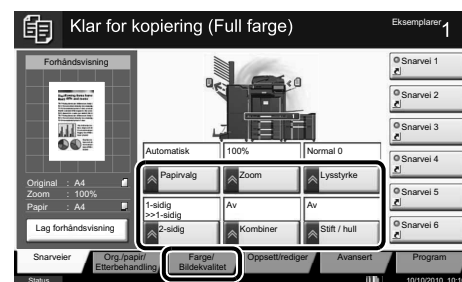 Klar for kopiering (Full farge)
Eksemplarer 1
Forhåndsvisning
Original : A4
Zoom : 100%
Papir : A4
Lag forhåndsvisning
Automatisk
100%
Normal 0
Papirvalg
Zoom
Lysstyrke
1-sidig
>>1-sidig
Av
Av
2-sidig
Kombiner
Stift / hull
Snarvei 1
Snarvei 2
Snarvei 3
Snarvei 4
Snarvei 5
Snarvei 6
Snarveier
Org./papir/
Etterbehandling
Farge/
Bildekvalitet
Oppsett/rediger
Avansert
Program
Status
10/10/2010 10:10